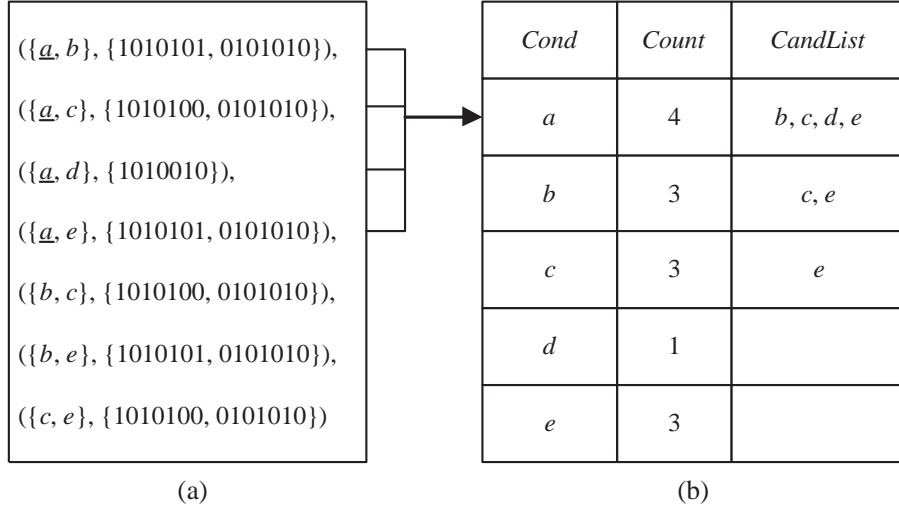 ({a, b}, {1010101, 0101010}),
({a, c}, {1010100, 0101010}),
({a, d}, {1010010}),
({a, e}, {1010101, 0101010}),
({b, c}, {1010100, 0101010}),
({b, e}, {1010101, 0101010}),
({c, e}, {1010100, 0101010})
(a)
Cond Count CandList
a 4 b, c, d, e
b 3 c, e
c 3 e
d 1
e 3
(b)